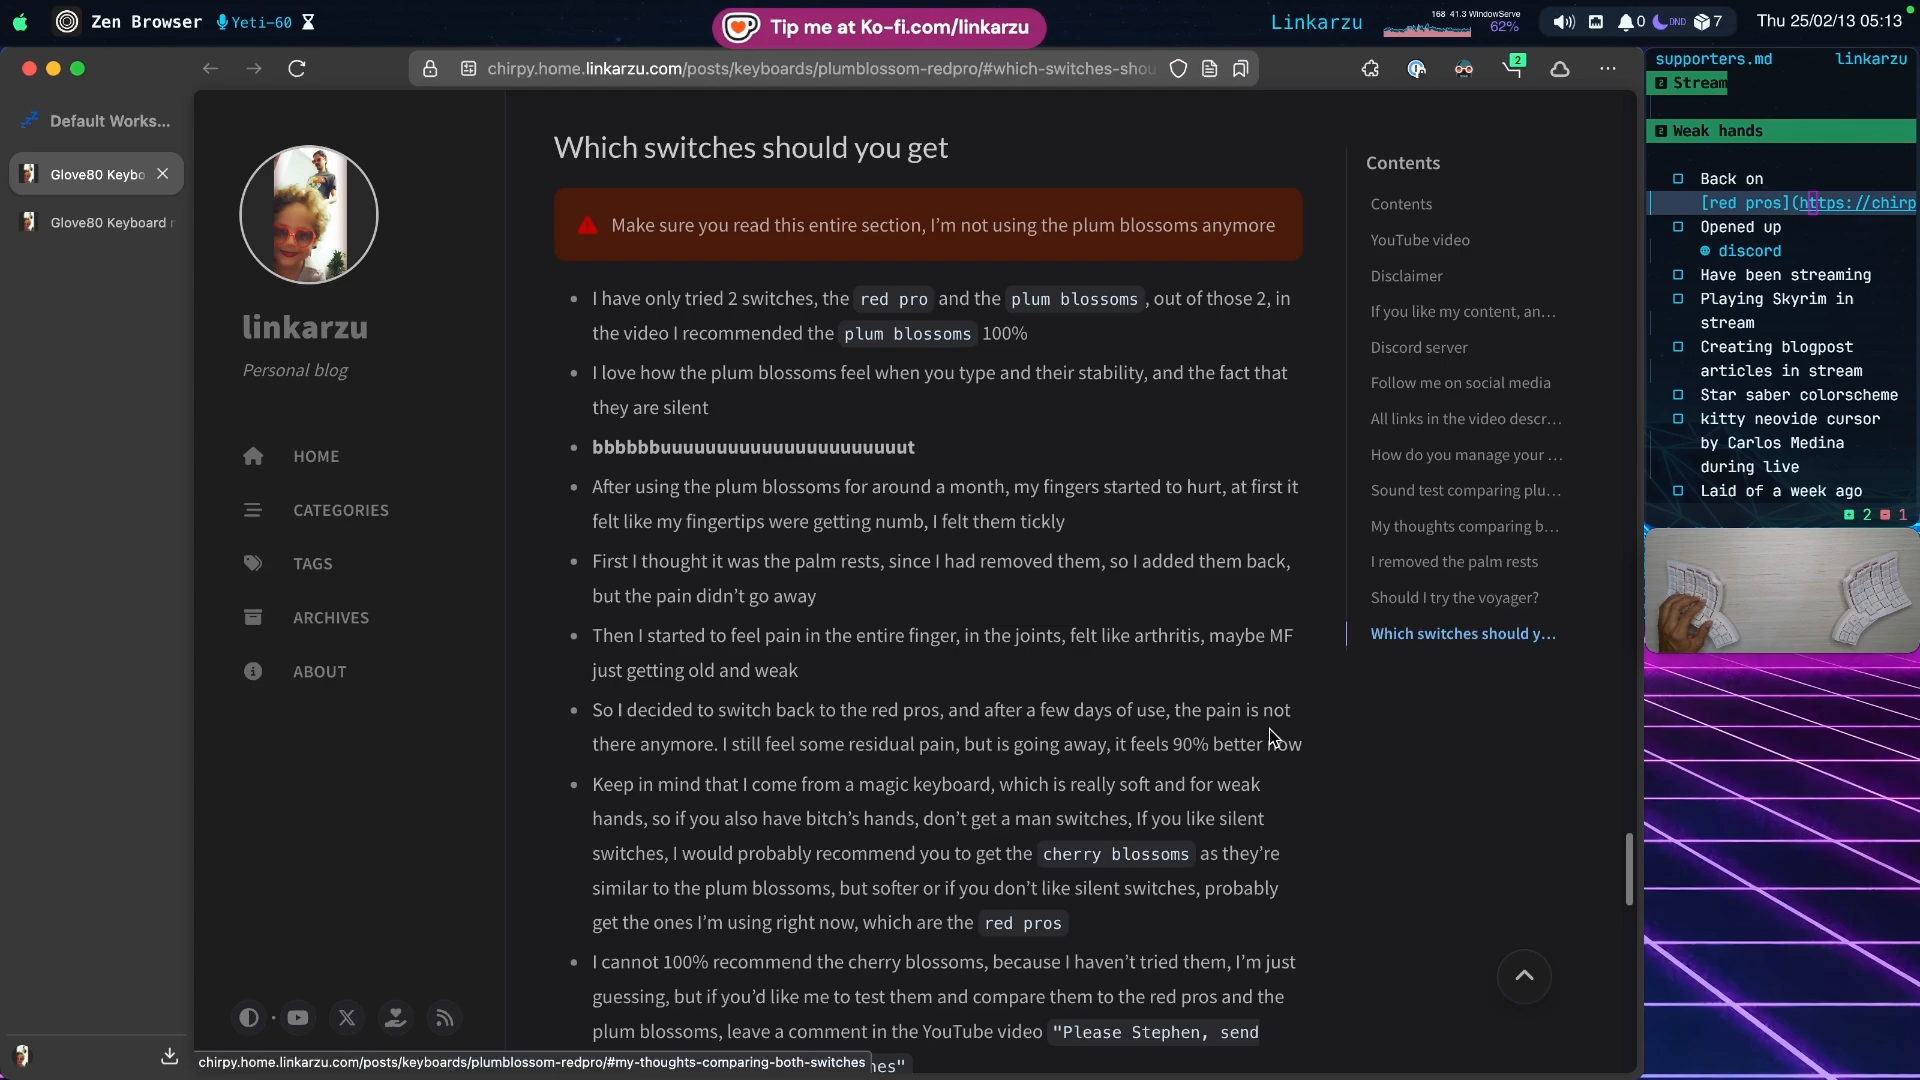 Zen Browser
Yeti-60
Tip me at Ko-fi.com/linkarzu
Linkarzu
168 41.3 WindowServe
62%
0
DND
7
Thu 25/02/13 05:13
chirpy.home.linkarzu.com/posts/keyboards/plumblossom-redpro/#which-switches-shou
2
Default Works...
Glove80 Keybo
Glove80 Keyboard r
linkarzu
Personal blog
HOME
CATEGORIES
TAGS
ARCHIVES
ABOUT
Which switches should you get
Make sure you read this entire section, I'm not using the plum blossoms anymore
I have only tried 2 switches, the red pro and the plum blossoms, out of those 2, in
the video I recommended the plum blossoms 100%
I love how the plum blossoms feel when you type and their stability, and the fact that
they are silent
bbbbbbuuuuuuuuuuuuuuuuuuuuuut
After using the plum blossoms for around a month, my fingers started to hurt, at first it
felt like my fingertips were getting numb, I felt them tickly
First I thought it was the palm rests, since I had removed them, so I added them back,
but the pain didn't go away
Then I started to feel pain in the entire finger, in the joints, felt like arthritis, maybe MF
just getting old and weak
So I decided to switch back to the red pros, and after a few days of use, the pain is not
there anymore. I still feel some residual pain, but is going away, it feels 90% better now
Keep in mind that I come from a magic keyboard, which is really soft and for weak
hands, so if you also have bitch's hands, don't get a man switches, If you like silent
switches, I would probably recommend you to get the cherry blossoms as they're
similar to the plum blossoms, but softer or if you don't like silent switches, probably
get the ones I'm using right now, which are the red pros
I cannot 100% recommend the cherry blossoms, because I haven't tried them, I'm just
guessing, but if you'd like me to test them and compare them to the red pros and the
plum blossoms, leave a comment in the YouTube video "Please Stephen, send
hes"
chirpy.home.linkarzu.com/posts/keyboards/plumblossom-redpro/#my-thoughts-comparing-both-switches
Contents
Contents
YouTube video
Disclaimer
If you like my content, an...
Discord server
Follow me on social media
All links in the video descr...
How do you manage your ...
Sound test comparing plu...
My thoughts comparing b...
I removed the palm rests
Should I try the voyager?
Which switches should y...
supporters.md linkarzu
Stream
Weak hands
Back on
[red pros](https://chirp
Opened up
discord
Have been streaming
Playing Skyrim in
stream
Creating blogpost
articles in stream
Star saber colorscheme
kitty neovide cursor
by Carlos Medina
during live
Laid of a week ago
2 1